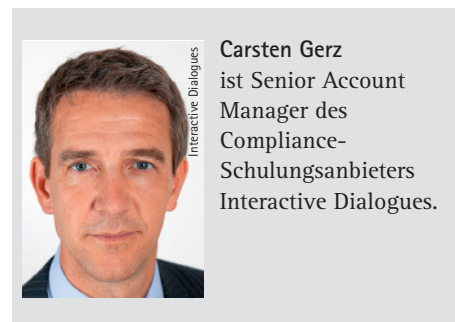 Interactive Dialogues
Carsten Gerz
ist Senior Account
Manager des
Compliance-
Schulungsanbieters
Interactive Dialogues.